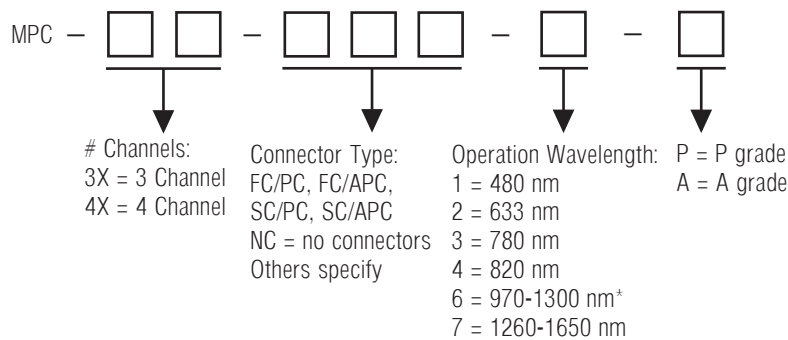 MPC – – – –
# Channels:
3X = 3 Channel
4X = 4 Channel
Connector Type:
FC/PC, FC/APC,
SC/PC, SC/APC
NC = no connectors
Others specify
Operation Wavelength:
1 = 480 nm
2 = 633 nm
3 = 780 nm
4 = 820 nm
6 = 970-1300 nm*
7 = 1260-1650 nm
P = P grade
A = A grade